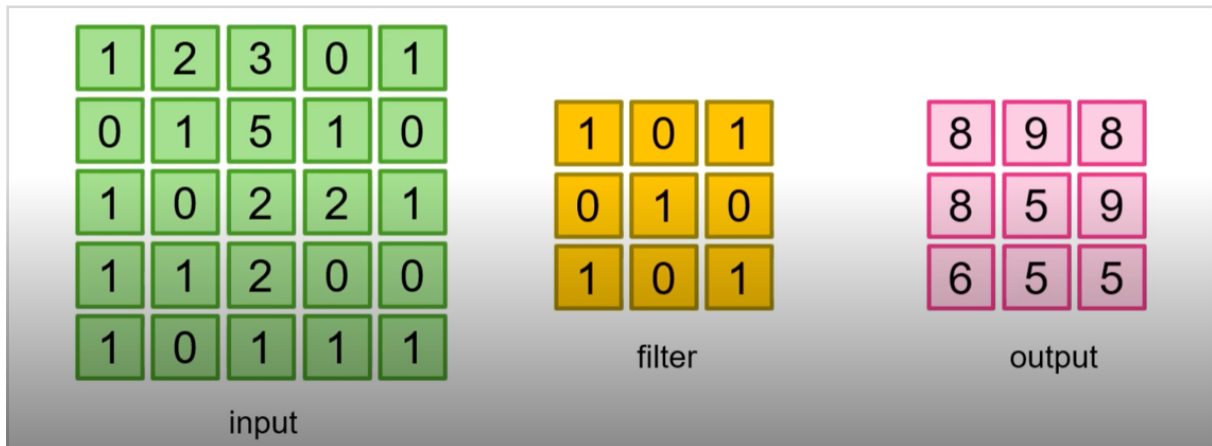 1 2 3 0 1
0 1 5 1 0
1 0 2 2 1
1 1 2 0 0
1 0 1 1 1
input
1 0 1
0 1 0
1 0 1
filter
8 9 8
8 5 9
6 5 5
output